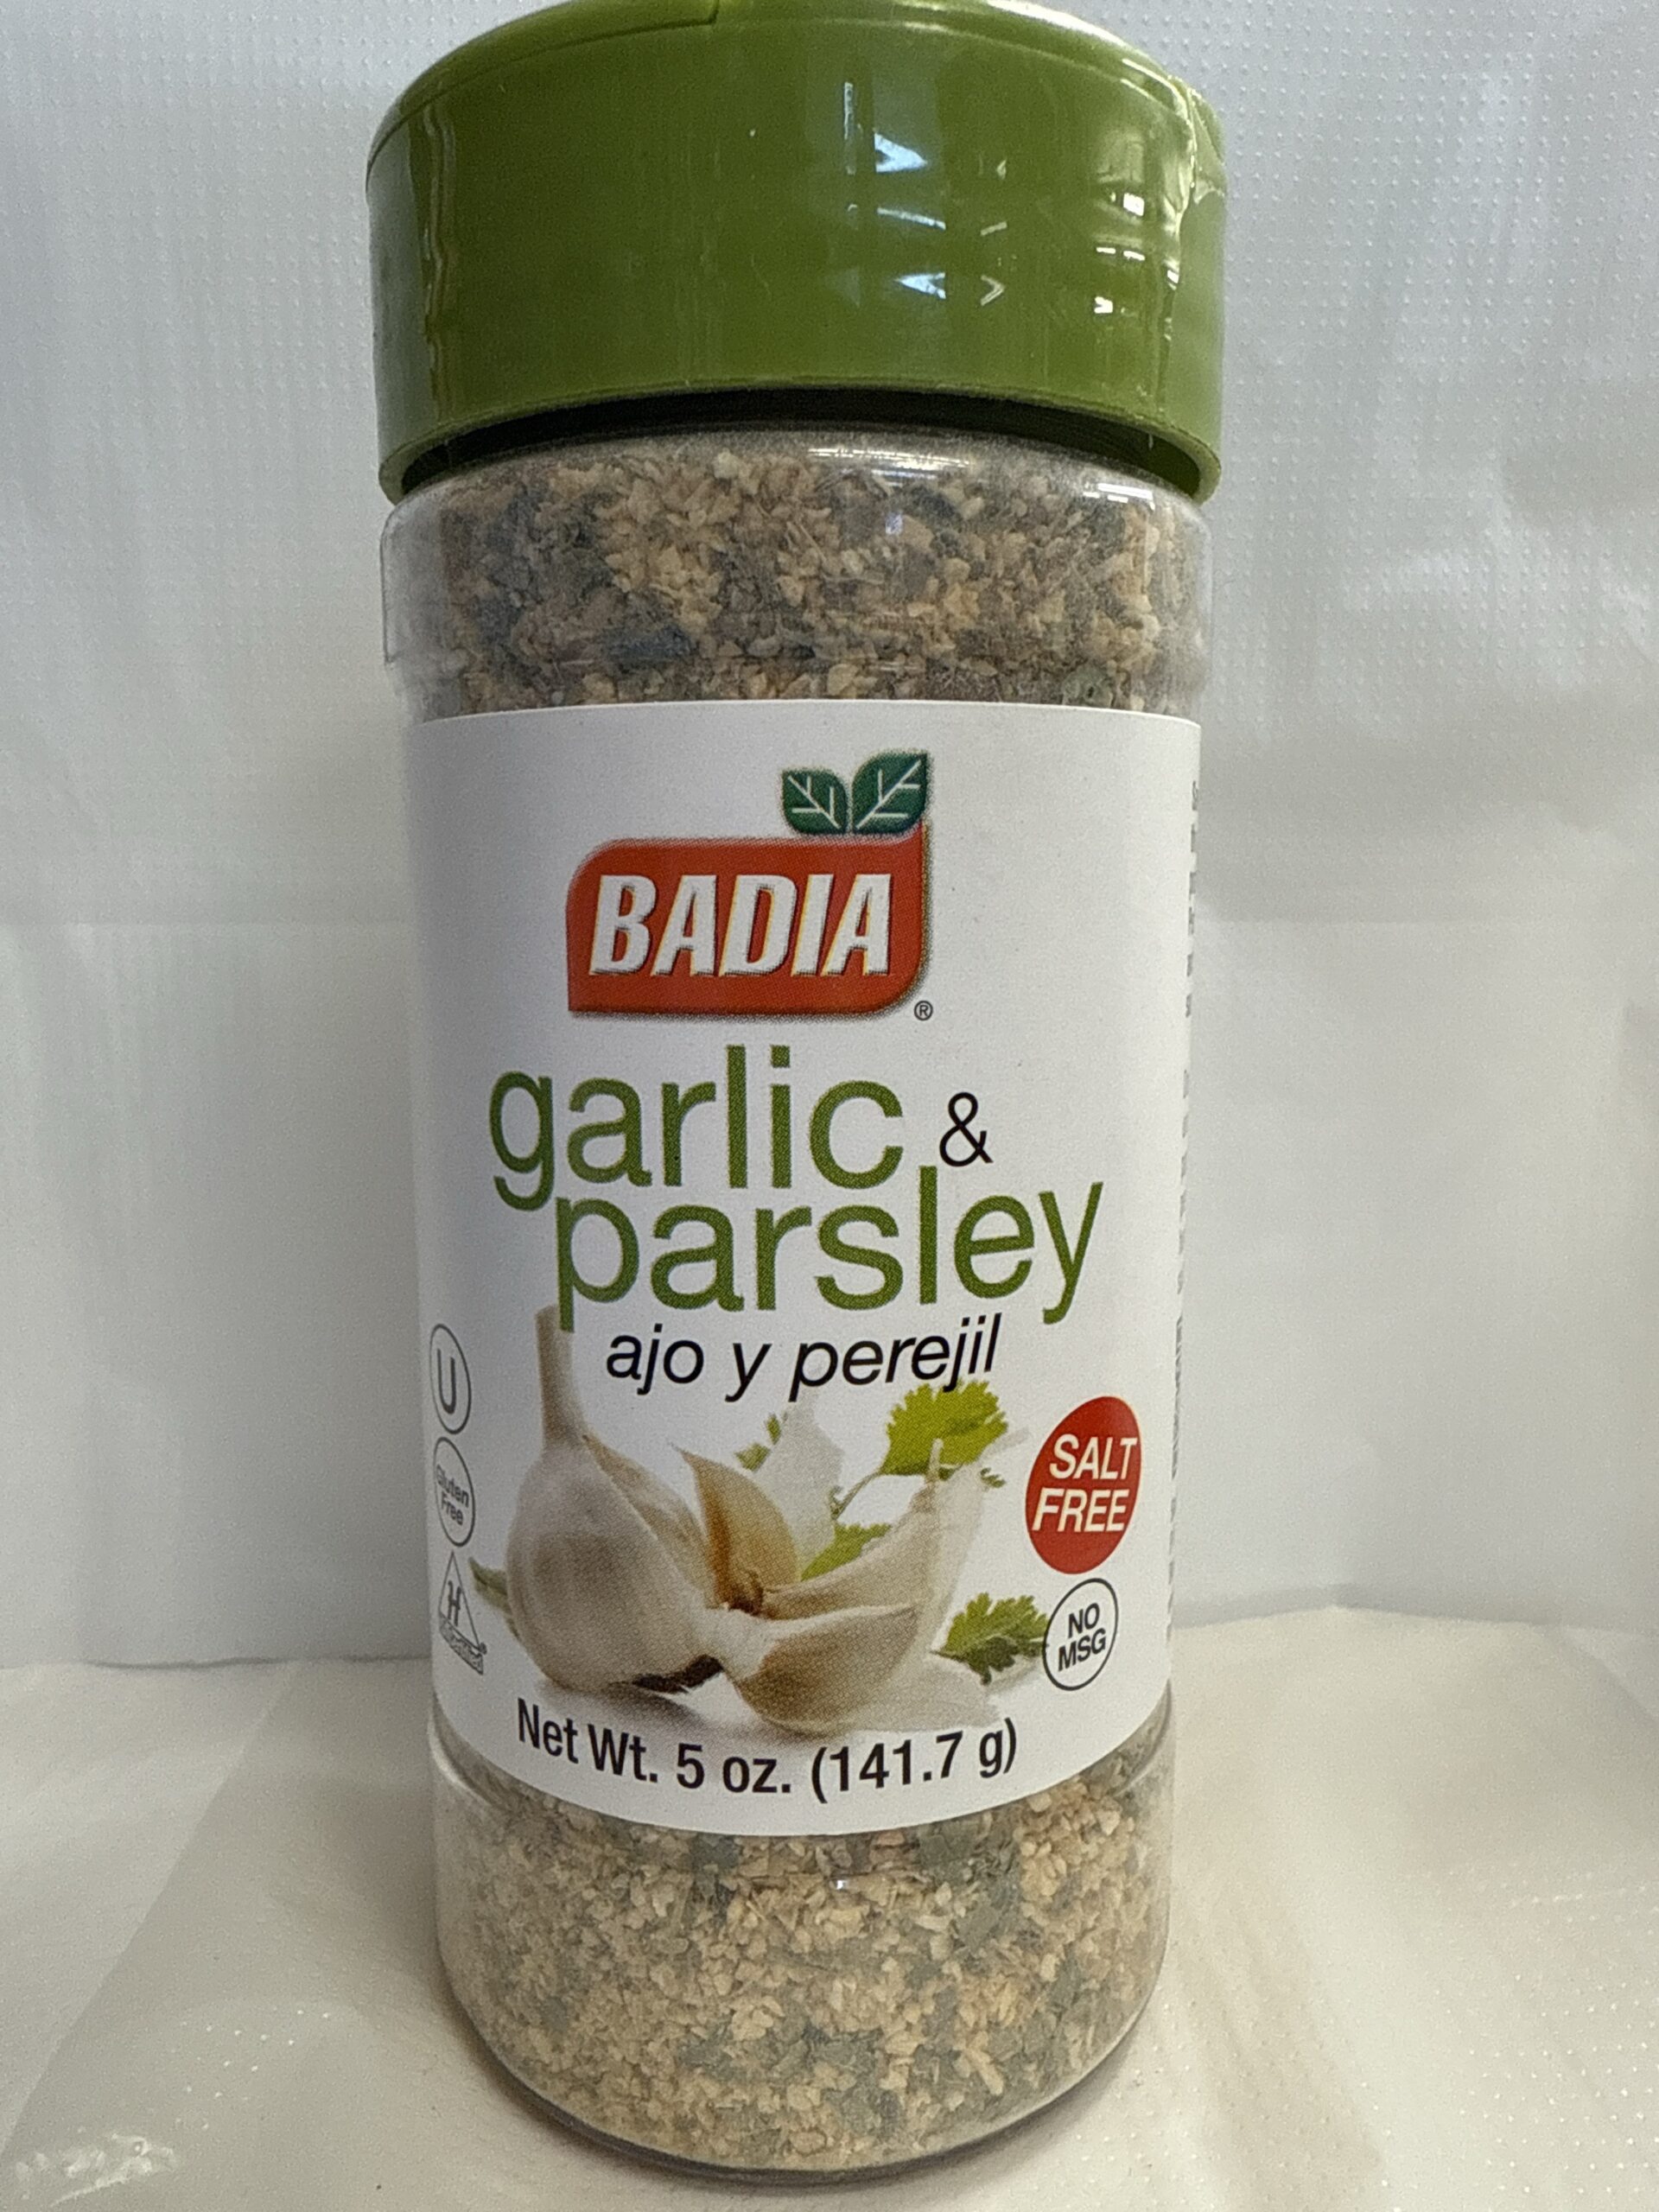 BADIA
®
garlic &
parsley
ajo y perejil
U
Gluten
Free
H
SALT
FREE
NO
MSG
Net Wt. 5 oz. (141.7 g)